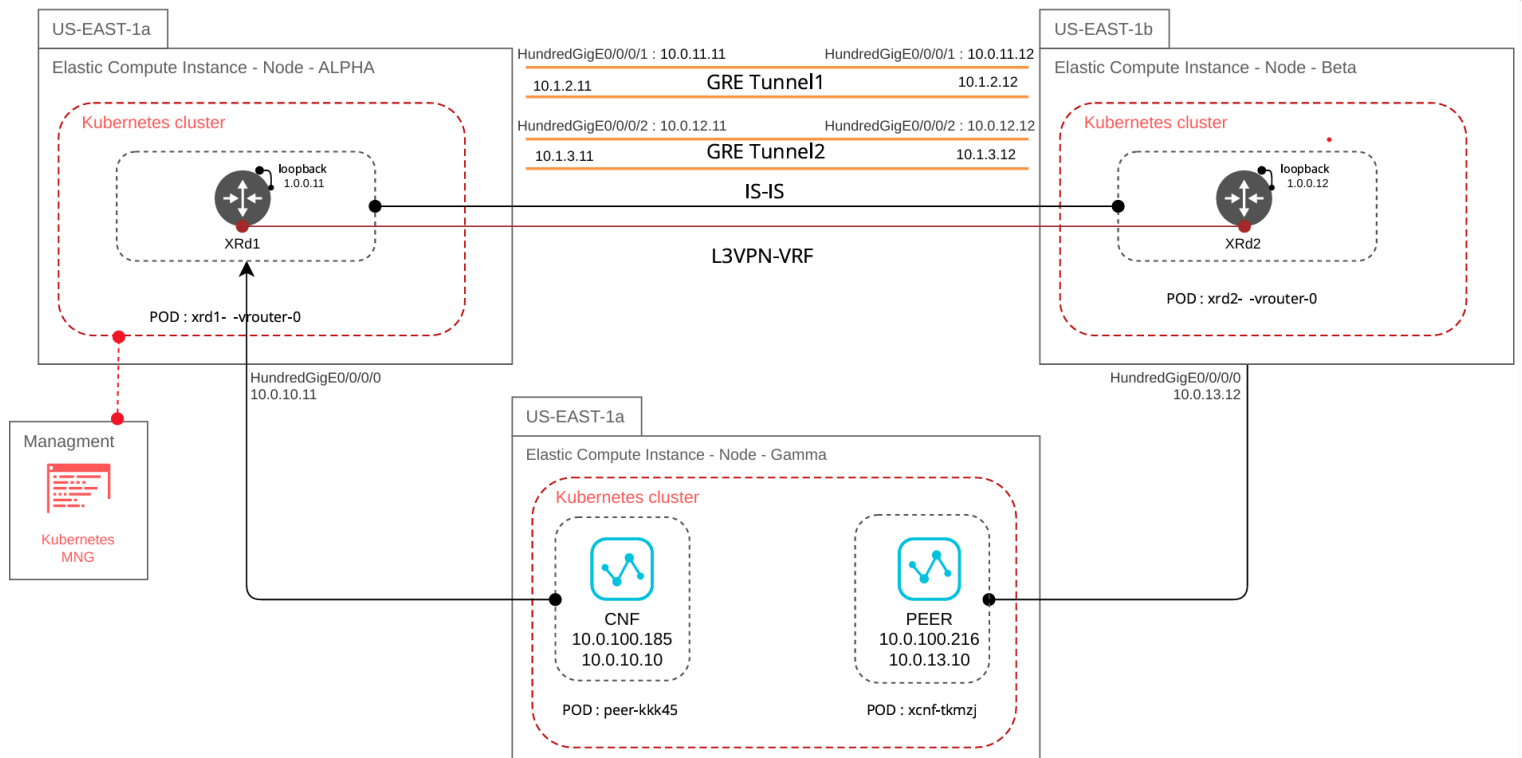 US-EAST-1a
Elastic Compute Instance - Node - ALPHA
Kubernetes cluster
loopback
1.0.0.11
XRd1
POD : xrd1- -vrouter-0
HundredGigE0/0/0/1 : 10.0.11.11
HundredGigE0/0/0/1 : 10.0.11.12
10.1.2.11
GRE Tunnel1
10.1.2.12
HundredGigE0/0/0/2 : 10.0.12.11
HundredGigE0/0/0/2 : 10.0.12.12
10.1.3.11
GRE Tunnel2
10.1.3.12
IS-IS
L3VPN-VRF
US-EAST-1b
Elastic Compute Instance - Node - Beta
Kubernetes cluster
loopback
1.0.0.12
XRd2
POD : xrd2- -vrouter-0
HundredGigE0/0/0/0
10.0.10.11
HundredGigE0/0/0/0
10.0.13.12
Managment
Kubernetes
MNG
US-EAST-1a
Elastic Compute Instance - Node - Gamma
Kubernetes cluster
CNF
10.0.100.185
10.0.10.10
POD : peer-kkk45
PEER
10.0.100.216
10.0.13.10
POD : xcnf-tkmzj